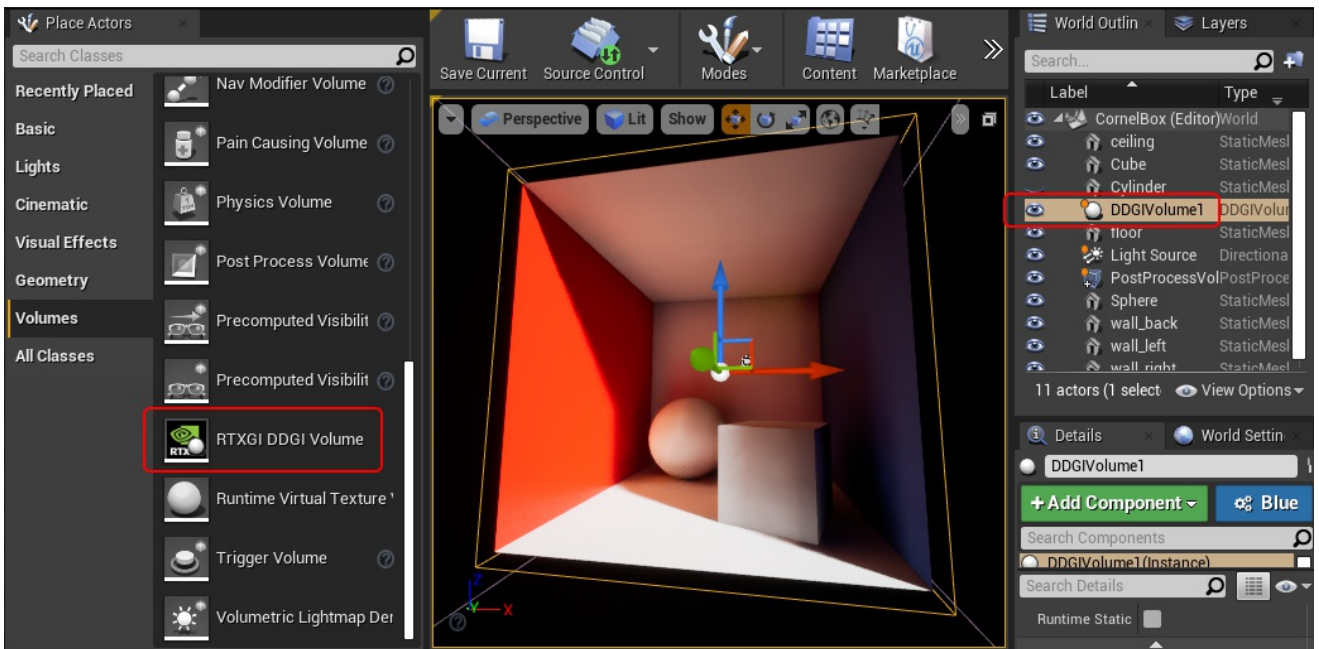 Place Actors
Search Classes
Recently Placed
Basic
Lights
Cinematic
Visual Effects
Geometry
Volumes
All Classes
Nav Modifier Volume
Pain Causing Volume
Physics Volume
Post Process Volume
Precomputed Visibilit
Precomputed Visibilit
RTX
RTXGI DDGI Volume
Runtime Virtual Texture
Trigger Volume
Volumetric Lightmap Der
Save Current
Source Control
Modes
Content
Marketplace
Perspective
Lit
Show
Z
Y
X
World Outlin
Layers
Search...
Label
Type
CornelBox (Editor)World
ceiling StaticMesl
Cube StaticMesl
Cylinder StaticMesl
DDGIVolume1 DDGIVolur
floor StaticMesl
Light Source Directiona
PostProcessVolPostProce
Sphere StaticMesl
wall_back StaticMesl
wall_left StaticMesl
wall_right StaticMesl
11 actors (1 select
View Options
Details
World Settin
DDGIVolume1
+Add Component
Blue
Search Components
DDGIVolume1(Instance)
Search Details
Runtime Static